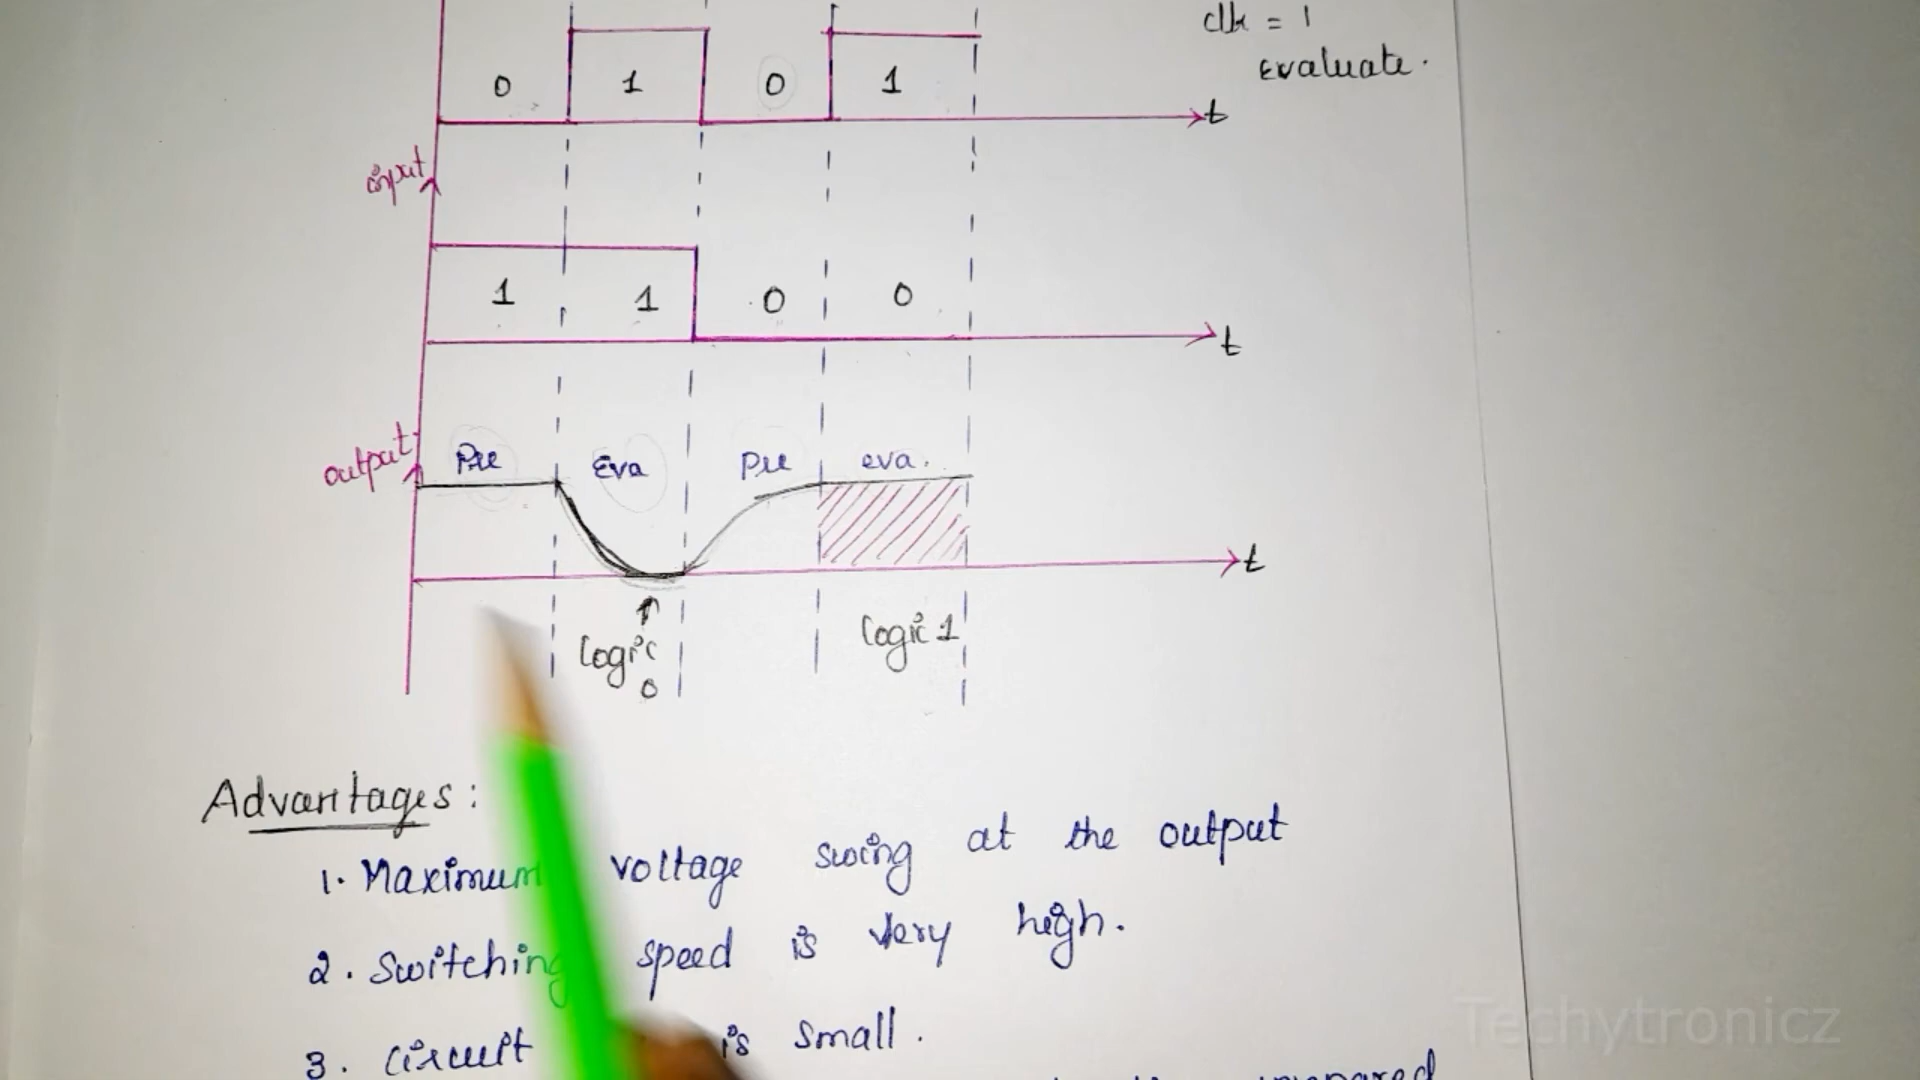 clk = 1
evaluate.
0 1 0 1
t
input
1 1 0 0
t
output
Pre Eva pre eva.
t
logic
0
logic 1
Advantages :
1. Maximum voltage swing at the output
2. switching speed is very high.
3. circuit is small.
Techytronicz